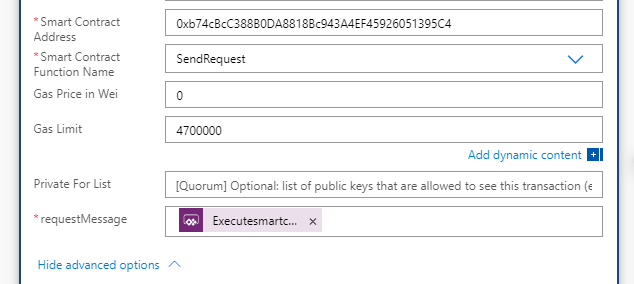 * Smart Contract
Address
0xb74cBcC388B0DA8818Bc943A4EF45926051395C4
* Smart Contract
Function Name
SendRequest
Gas Price in Wei
0
Gas Limit
4700000
Add dynamic content
Private For List
[Quorum] Optional: list of public keys that are allowed to see this transaction (e
* requestMessage
Executesmartc... ×
Hide advanced options